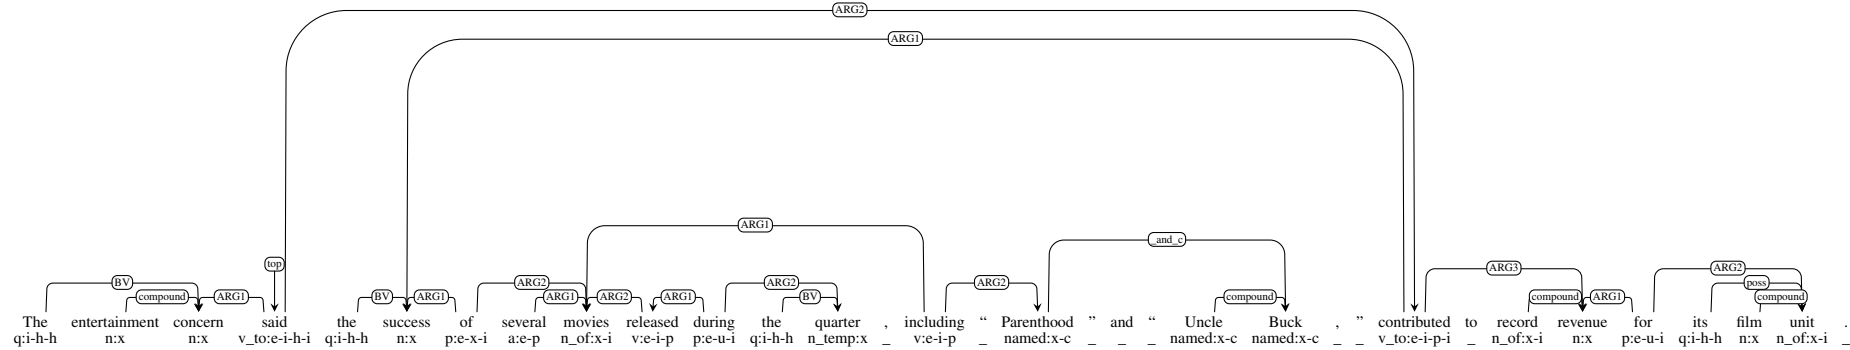 ARG2
ARG1
ARG1
_and_c
top
BV compound ARG1 BV ARG1 ARG2 ARG1 ARG2 ARG1 ARG2 BV ARG2 compound ARG3 compound ARG1 ARG2 poss compound
The entertainment concern said the success of several movies released during the quarter , including “ Parenthood ” and “ Uncle Buck , ” contributed to record revenue for its film unit .
q:i-h-h n:x n:x v_to:e-i-h-i q:i-h-h n:x p:e-x-i a:e-p n_of:x-i v:e-i-p p:e-u-i q:i-h-h n_temp:x _ v:e-i-p _ named:x-c _ _ _ named:x-c named:x-c _ _ v_to:e-i-p-i _ n_of:x-i n:x p:e-u-i q:i-h-h n:x n_of:x-i _